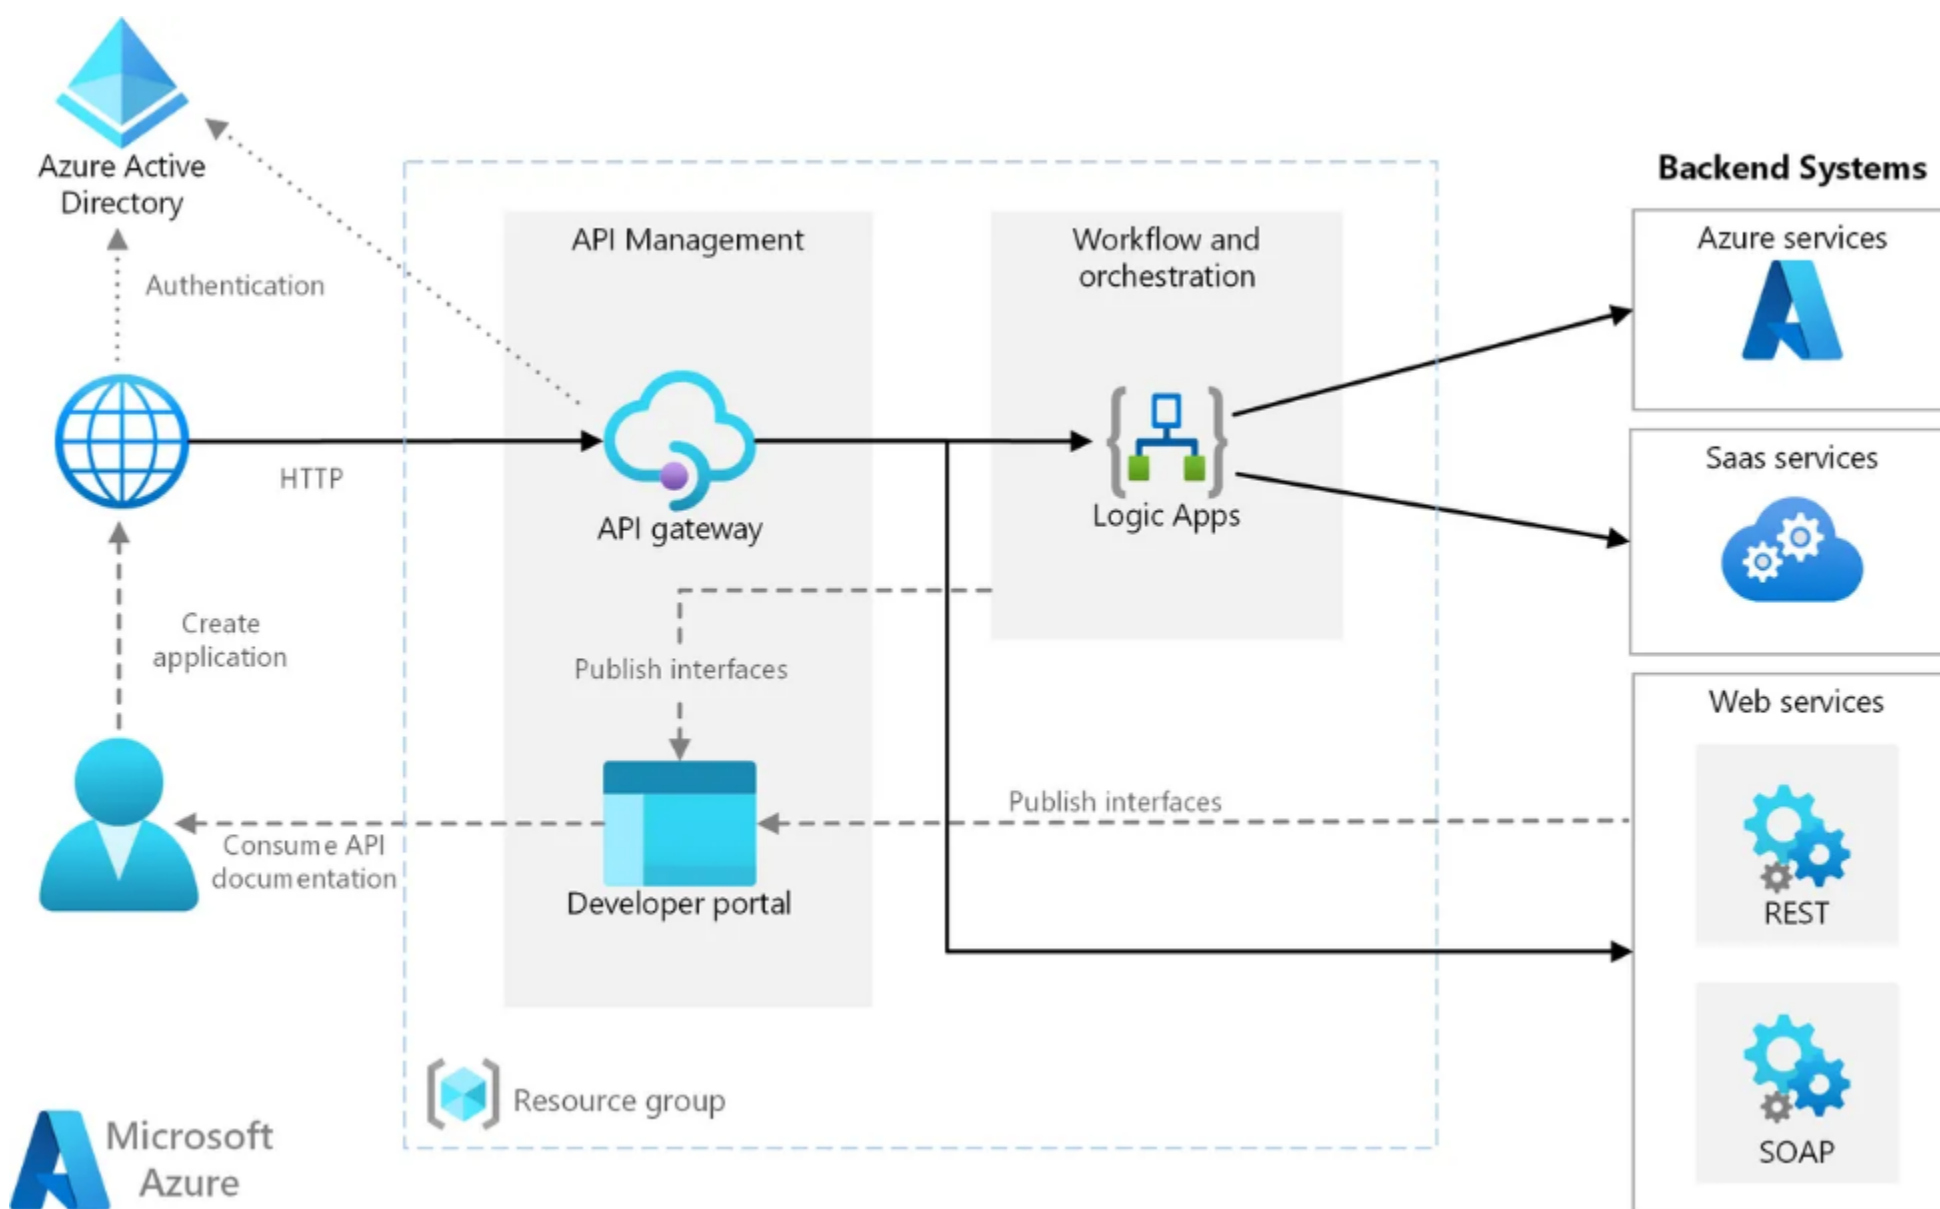 Azure Active
Directory
Authentication
HTTP
Create
application
Consume API
documentation
API Management
API gateway
Publish interfaces
Developer portal
Workflow and
orchestration
Logic Apps
Publish interfaces
Resource group
Backend Systems
Azure services
Saas services
Web services
REST
SOAP
Microsoft
Azure